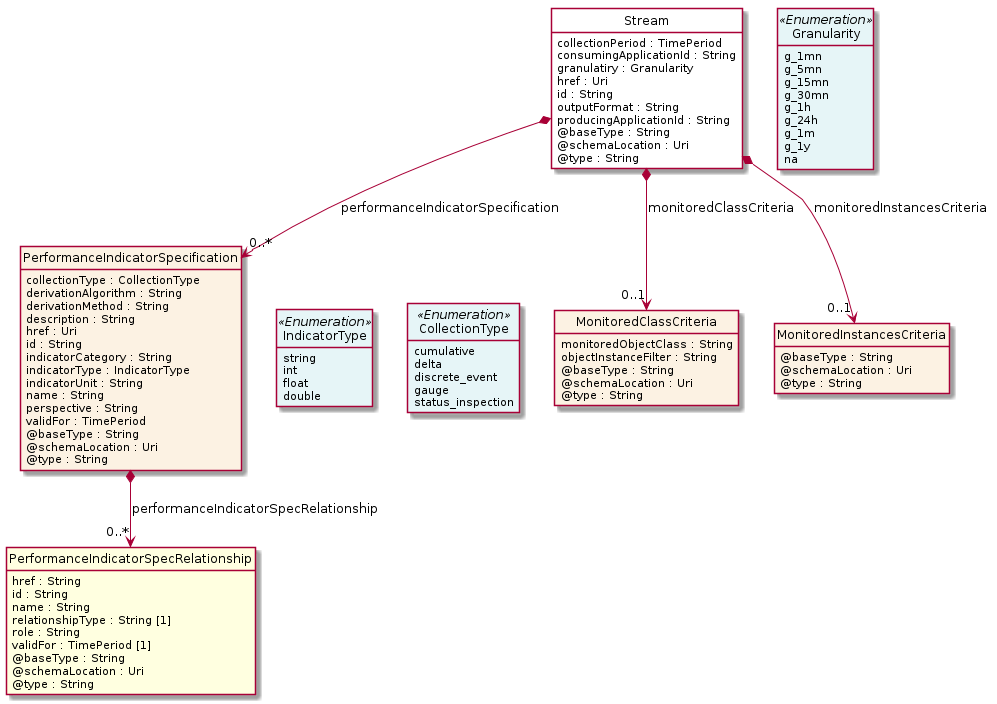 Stream
collectionPeriod : TimePeriod
consumingApplicationId : String
granulatiry : Granularity
href : Uri
id : String
outputFormat : String
producingApplicationId : String
@baseType : String
@schemaLocation : Uri
@type : String
«Enumeration»
Granularity
g_1mn
g_5mn
g_15mn
g_30mn
g_1h
g_24h
g_1m
g_1y
na
performanceIndicatorSpecification
monitoredClassCriteria
monitoredInstancesCriteria
0..*
0..1
0..1
PerformanceIndicatorSpecification
collectionType : CollectionType
derivationAlgorithm : String
derivationMethod : String
description : String
href : Uri
id : String
indicatorCategory : String
indicatorType : IndicatorType
indicatorUnit : String
name : String
perspective : String
validFor : TimePeriod
@baseType : String
@schemaLocation : Uri
@type : String
«Enumeration»
IndicatorType
string
int
float
double
«Enumeration»
CollectionType
cumulative
delta
discrete_event
gauge
status_inspection
MonitoredClassCriteria
monitoredObjectClass : String
objectInstanceFilter : String
@baseType : String
@schemaLocation : Uri
@type : String
MonitoredInstancesCriteria
@baseType : String
@schemaLocation : Uri
@type : String
performanceIndicatorSpecRelationship
0..*
PerformanceIndicatorSpecRelationship
href : String
id : String
name : String
relationshipType : String [1]
role : String
validFor : TimePeriod [1]
@baseType : String
@schemaLocation : Uri
@type : String